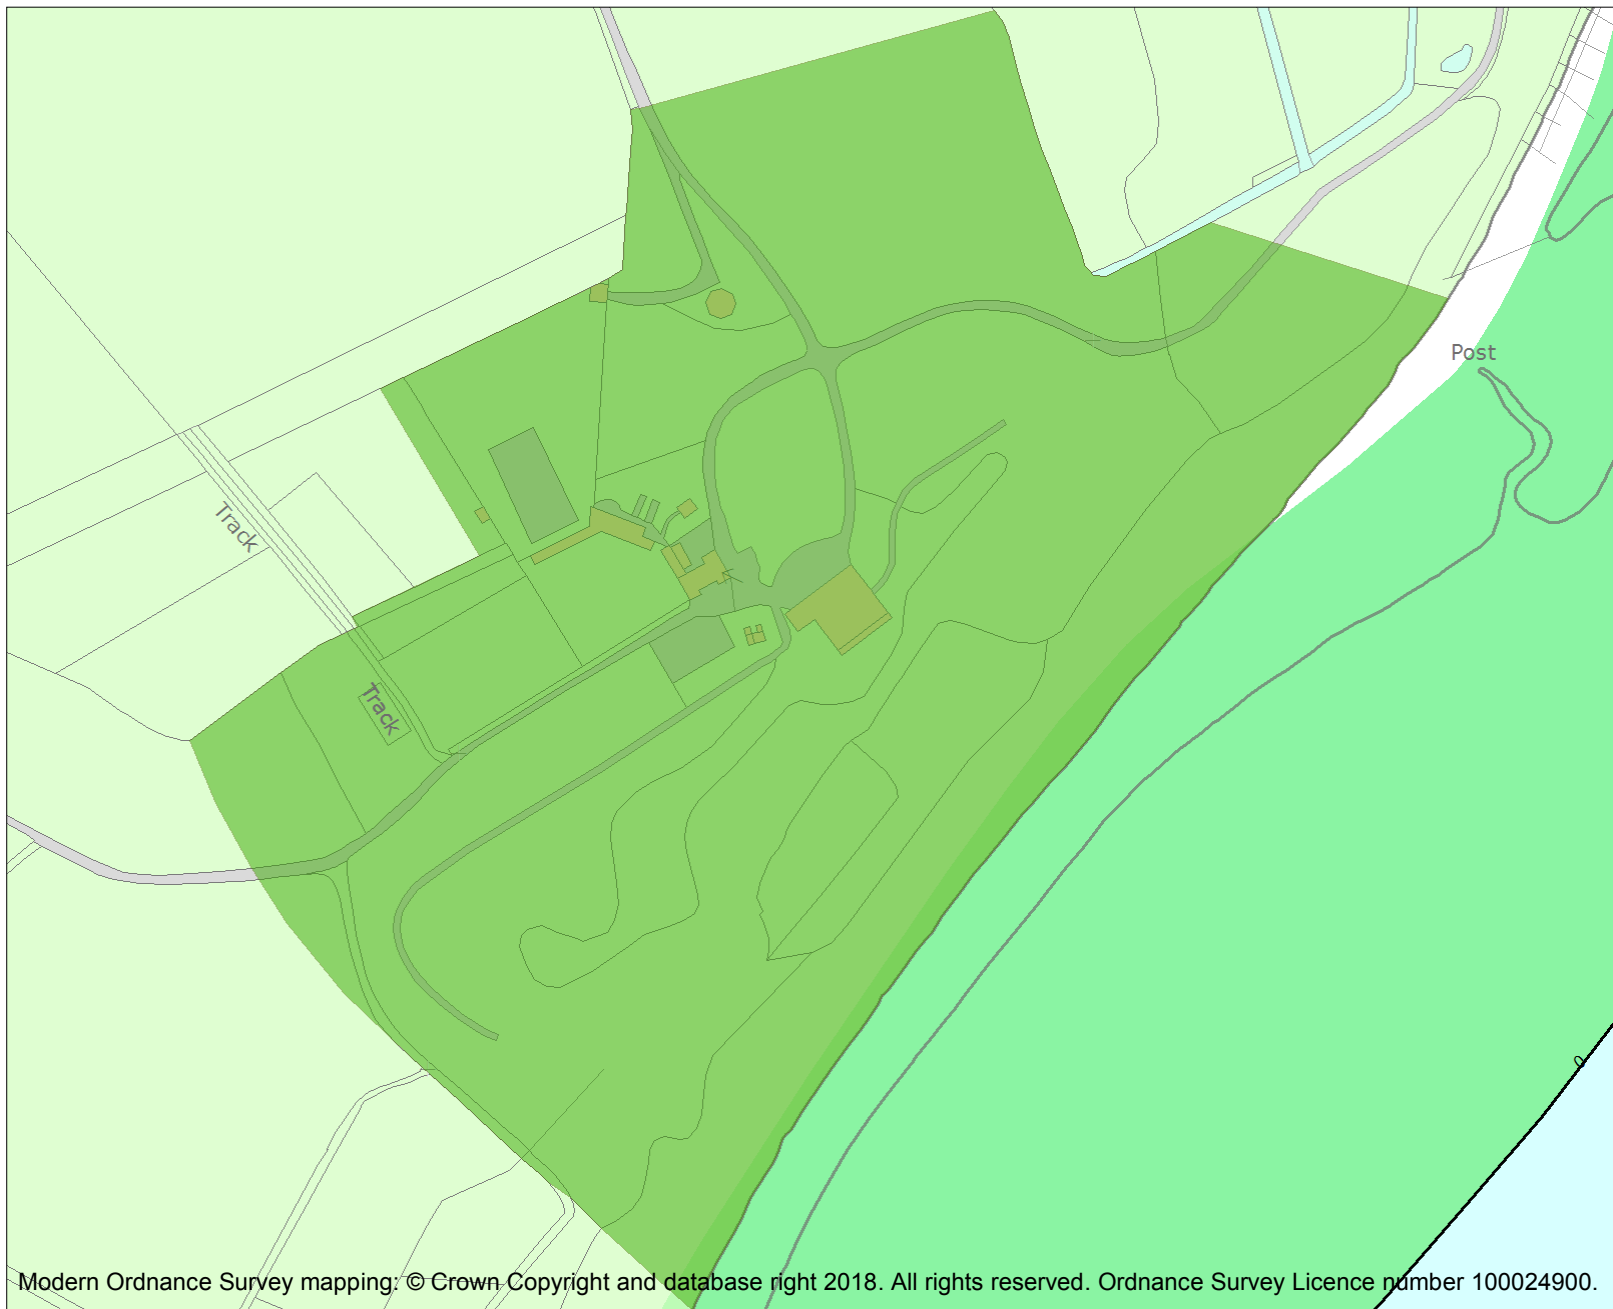 Post
Track
Track
0
Modern Ordnance Survey mapping: © Crown Copyright and database right 2018. All rights reserved. Ordnance Survey Licence number 100024900.